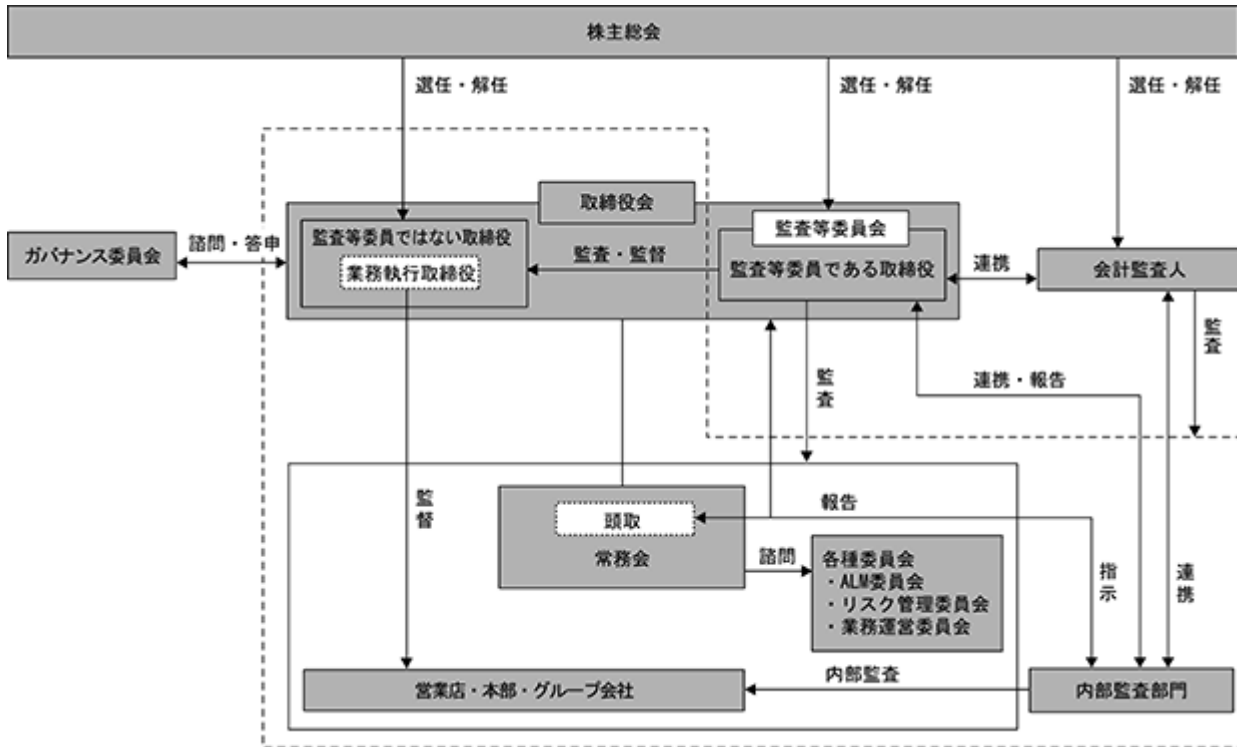 株主総会
選任・解任
選任・解任
選任・解任
取締役会
監査等委員会
ガバナンス委員会
諮問・答申
監査等委員ではない取締役
業務執行取締役
監査・監督
監査等委員である取締役
連携
会計監査人
監査
監査
連携・報告
監督
頭取
常務会
報告
諮問
各種委員会
・ALM委員会
・リスク管理委員会
・業務運営委員会
指示
連携
営業店・本部・グループ会社
内部監査
内部監査部門